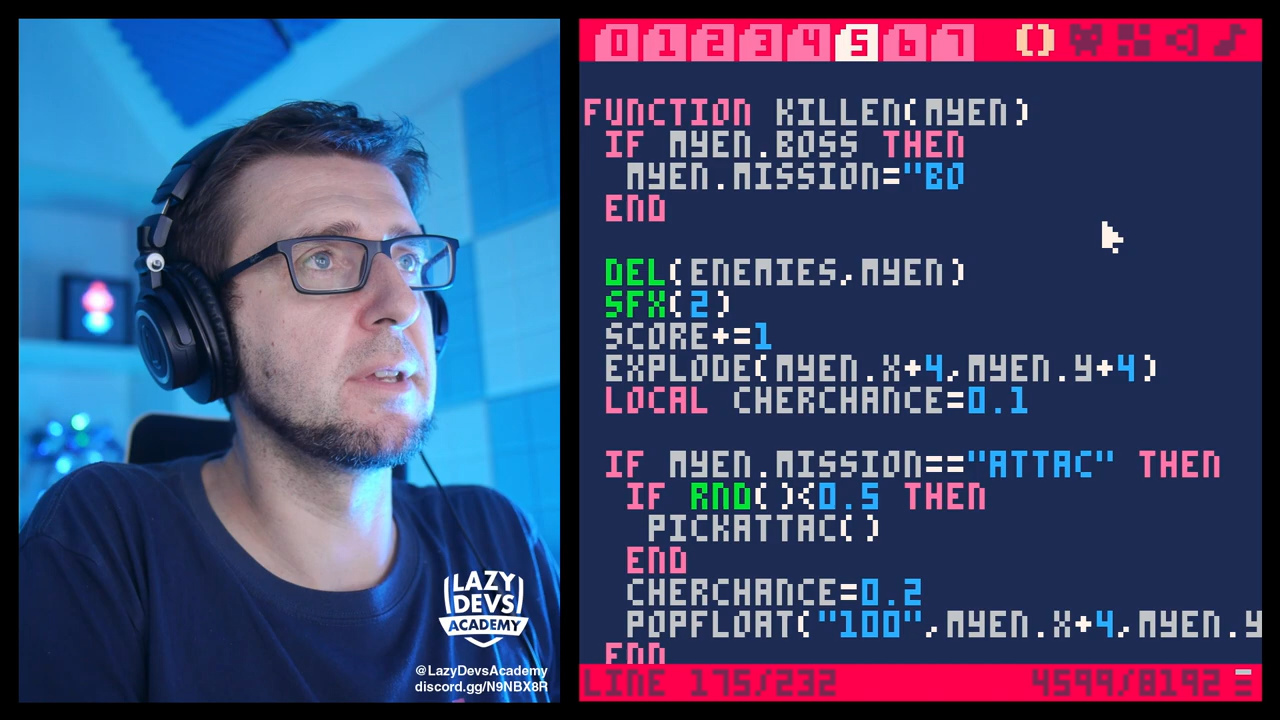 LAZY
DEVS
ACADEMY
@LazyDevsAcademy
discord.gg/N9NBX8R
0 1 2 3 4 5 6 7 ()
FUNCTION KILLEN(MYEN)
IF MYEN.BOSS THEN
MYEN.MISSION="BO
END
DEL(ENEMIES,MYEN)
SFX(2)
SCORE+=1
EXPLODE(MYEN.X+4,MYEN.Y+4)
LOCAL CHERCHANCE=0.1
IF MYEN.MISSION=="ATTAC" THEN
IF RND()<0.5 THEN
PICKATTAC()
END
CHERCHANCE=0.2
POPFLOAT("100",MYEN.X+4,MYEN.Y
END
LINE 175/232 4599/8192